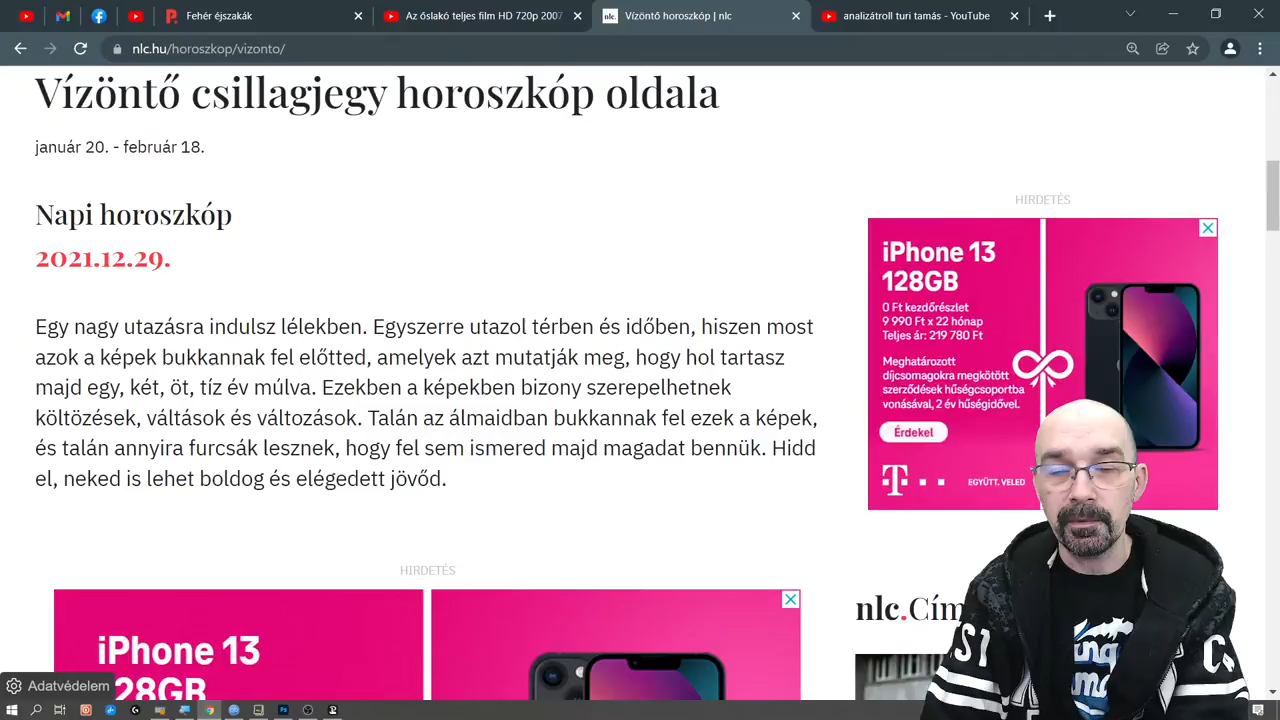 Fehér éjszakák
Az őslakó teljes film HD 720p 2007
nlc. Vízöntő horoszkóp | nlc
analizátroll turi tamás - YouTube
nlc.hu/horoszkop/vizonto/
Vízöntő csillagjegy horoszkóp oldala
január 20. - február 18.
Napi horoszkóp
2021.12.29.
Egy nagy utazásra indulsz lélekben. Egyszerre utazol térben és időben, hiszen most
azok a képek bukkannak fel előtted, amelyek azt mutatják meg, hogy hol tartasz
majd egy, két, öt, tíz év múlva. Ezekben a képekben bizony szerepelhetnek
költözések, váltások és változások. Talán az álmaidban bukkannak fel ezek a képek,
és talán annyira furcsák lesznek, hogy fel sem ismered majd magadat bennük. Hidd
el, neked is lehet boldog és elégedett jövőd.
HIRDETÉS
iPhone 13
128GB
0 Ft kezdőrészlet
9 990 Ft x 22 hónap
Teljes ár: 219 780 Ft
Meghatározott
díjcsomagokra megkötött
szerződések hűségcsoportba
vonásával, 2 év hűségidővel.
Érdekel
T
EGYÜTT. VELED
HIRDETÉS
iPhone 13
128GB
nlc.Cím
Adatvédelem